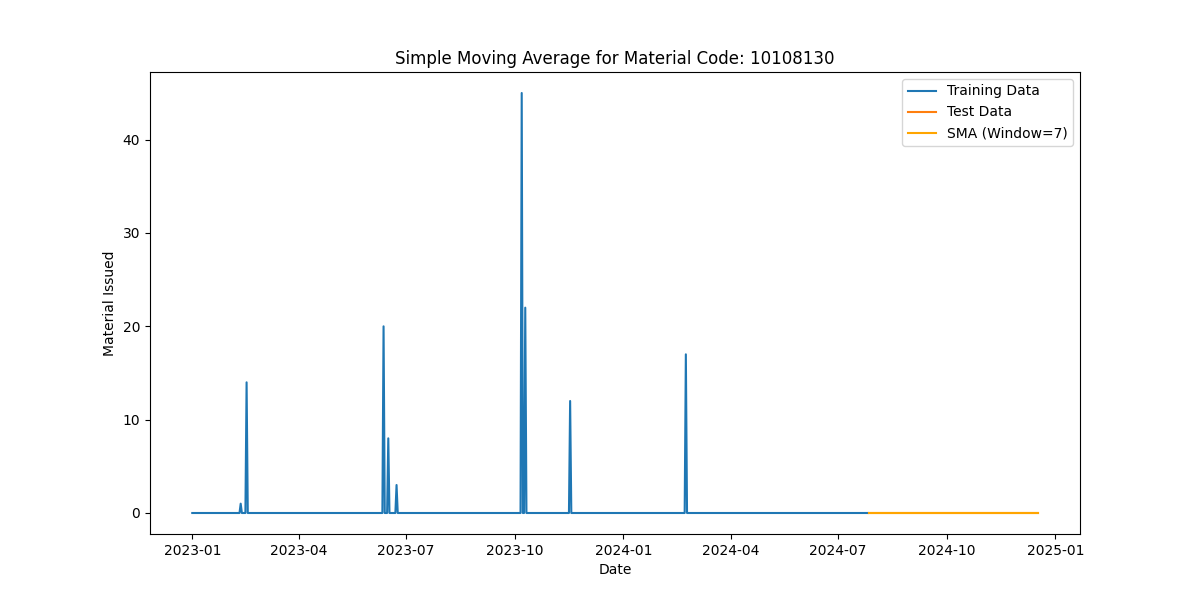 Simple Moving Average for Material Code: 10108130
Training Data
Test Data
SMA (Window=7)
Material Issued
40
30
20
10
0
2023-01
2023-04
2023-07
2023-10
2024-01
2024-04
2024-07
2024-10
2025-01
Date